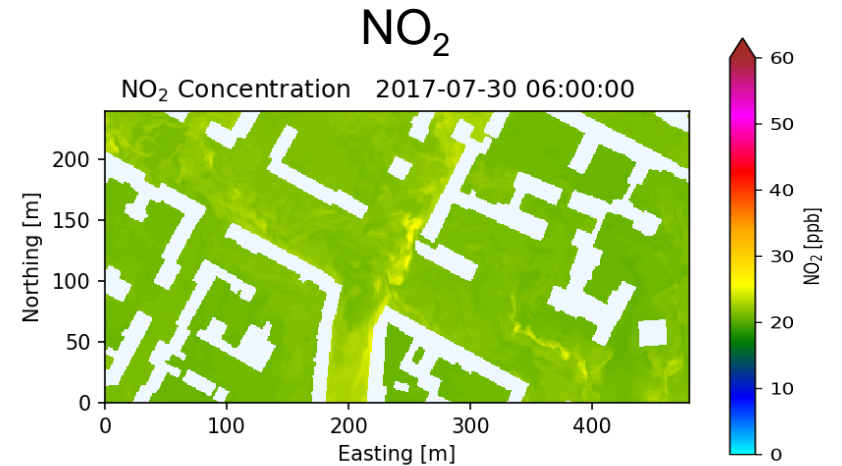 NO₂
NO₂ Concentration 2017-07-30 06:00:00
Northing [m]
200
150
100
50
0
0 100 200 300 400
Easting [m]
60
50
40
30
20
10
0
NO₂ [ppb]